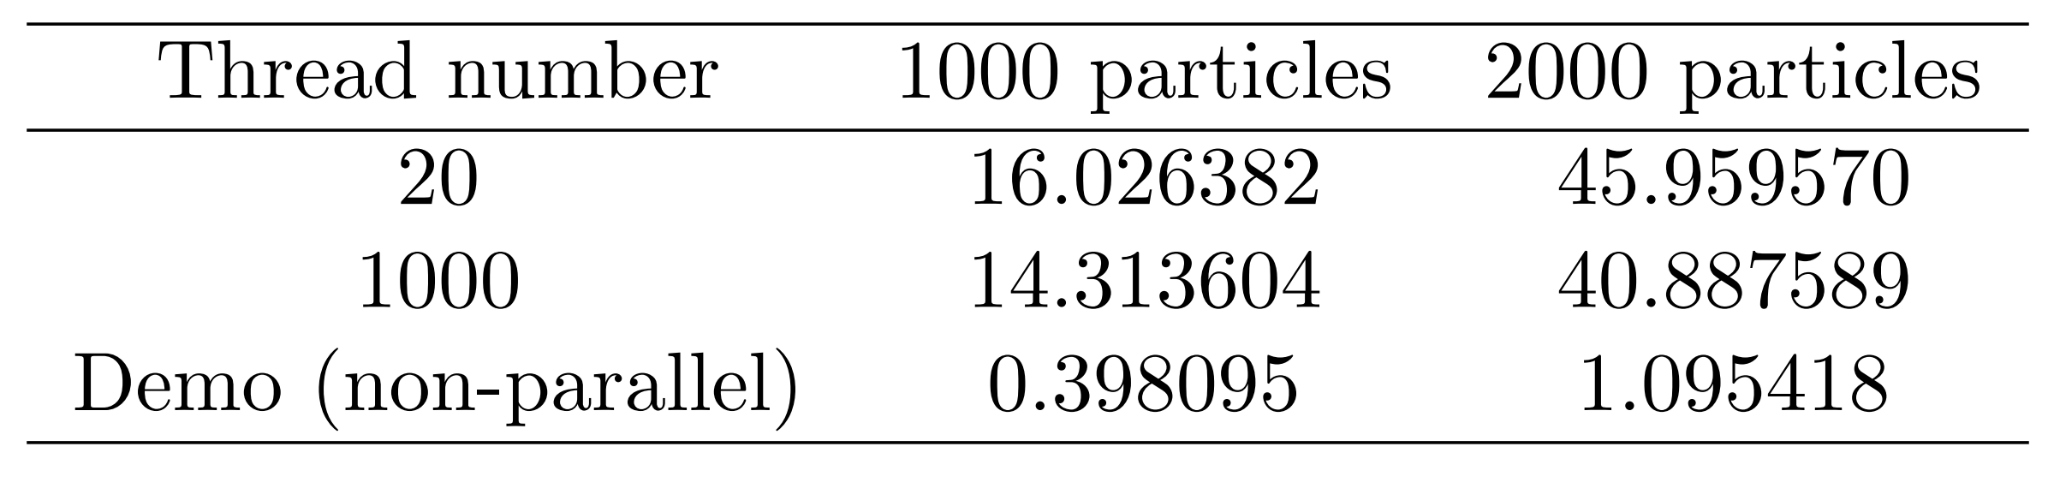 Thread number 1000 particles 2000 particles
20 16.026382 45.959570
1000 14.313604 40.887589
Demo (non-parallel) 0.398095 1.095418